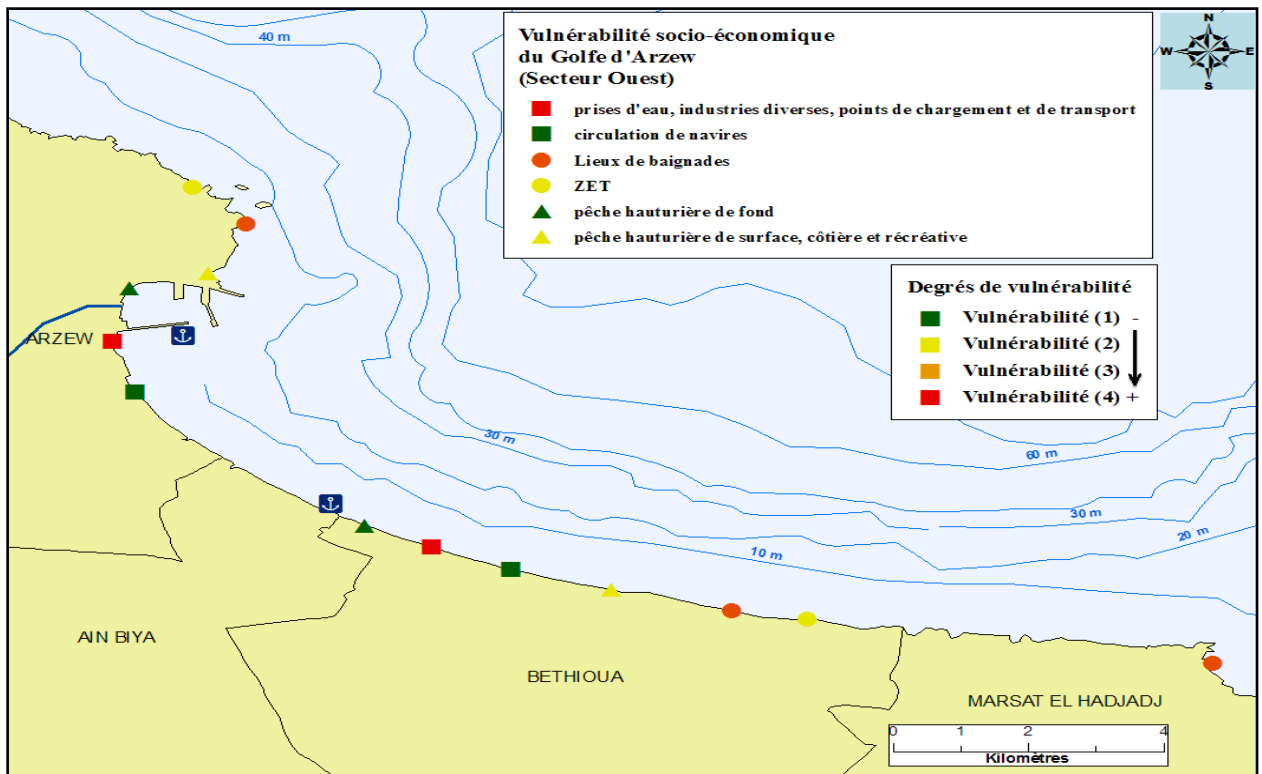 Vulnérabilité socio-économique
du Golfe d'Arzew
(Secteur Ouest)
prises d'eau, industries diverses, points de chargement et de transport
circulation de navires
Lieux de baignades
ZET
pêche hauturière de fond
pêche hauturière de surface, côtière et récréative
N
W
E
S
Degrés de vulnérabilité
Vulnérabilité (1) -
Vulnérabilité (2)
Vulnérabilité (3)
Vulnérabilité (4) +
40 m
ARZEW
30 m
60 m
30 m
20 m
10 m
AIN BIYA
BETHIOUA
MARSAT EL HADJADJ
0 1 2 4
Kilomètres